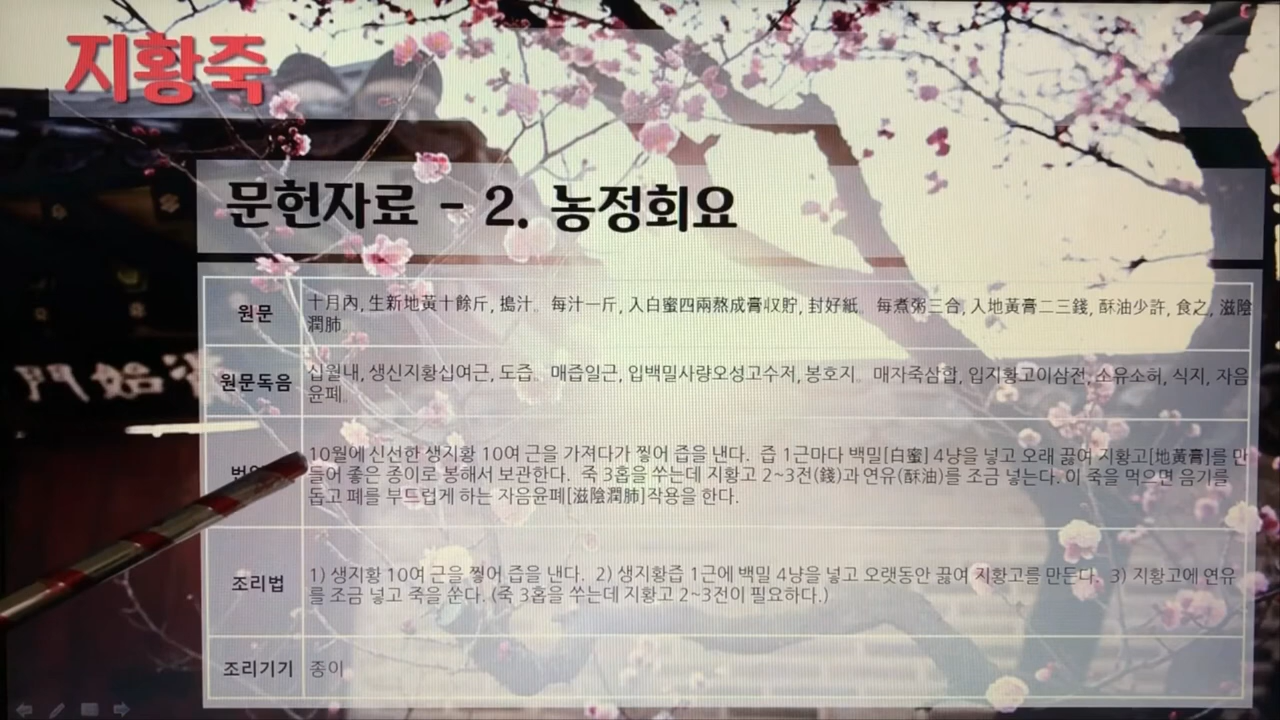 지황죽
문헌자료 - 2. 농정회요
원문
十月內, 生新地黃十餘斤, 搗汁. 每汁一斤, 入白蜜四兩熬成膏収貯, 封好紙. 每煮粥三合, 入地黃膏二三錢, 酥油少許, 食之, 滋陰
潤肺
원문독음
십월내, 생신지황십여근, 도즙. 매즙일근, 입백밀사량오성고수저, 봉호지. 매자죽삼합, 입지황고이삼전, 소유소허, 식지, 자음
윤폐
10월에 신선한 생지황 10여 근을 가져다가 찧어 즙을 낸다. 즙 1근마다 백밀[白蜜] 4냥을 넣고 오래 끓여 지황고[地黃膏]를 만
들어 좋은 종이로 봉해서 보관한다. 죽 3홉을 쑤는데 지황고 2~3전(錢)과 연유(酥油)를 조금 넣는다. 이 죽을 먹으면 음기를
돕고 폐를 부드럽게 하는 자음윤폐[滋陰潤肺]작용을 한다.
조리법
1) 생지황 10여 근을 찧어 즙을 낸다. 2) 생지황즙 1근에 백밀 4냥을 넣고 오랫동안 끓여 지황고를 만든다. 3) 지황고에 연유
를 조금 넣고 죽을 쑨다. (죽 3홉을 쑤는데 지황고 2~3전이 필요하다.)
조리기기
종이